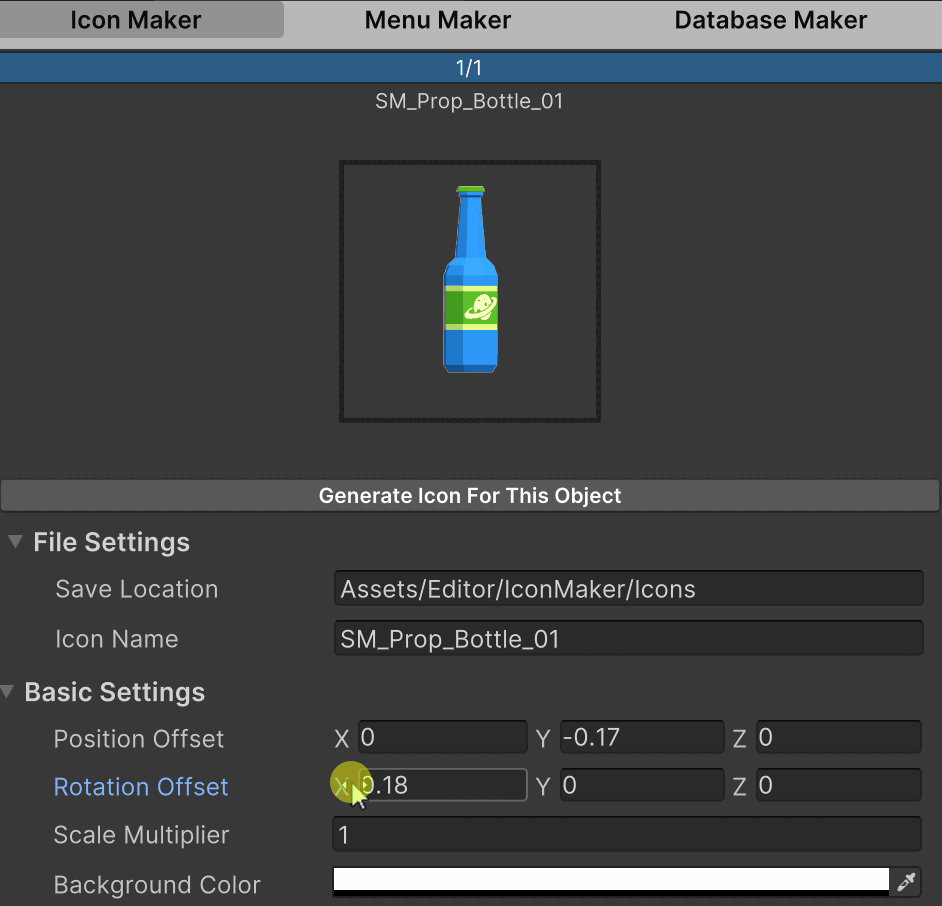 Icon Maker Menu Maker Database Maker
1/1
SM_Prop_Bottle_01
Generate Icon For This Object
File Settings
Save Location Assets/Editor/IconMaker/Icons
Icon Name SM_Prop_Bottle_01
Basic Settings
Position Offset X 0 Y -0.17 Z 0
Rotation Offset X 0.18 Y 0 Z 0
Scale Multiplier 1
Background Color